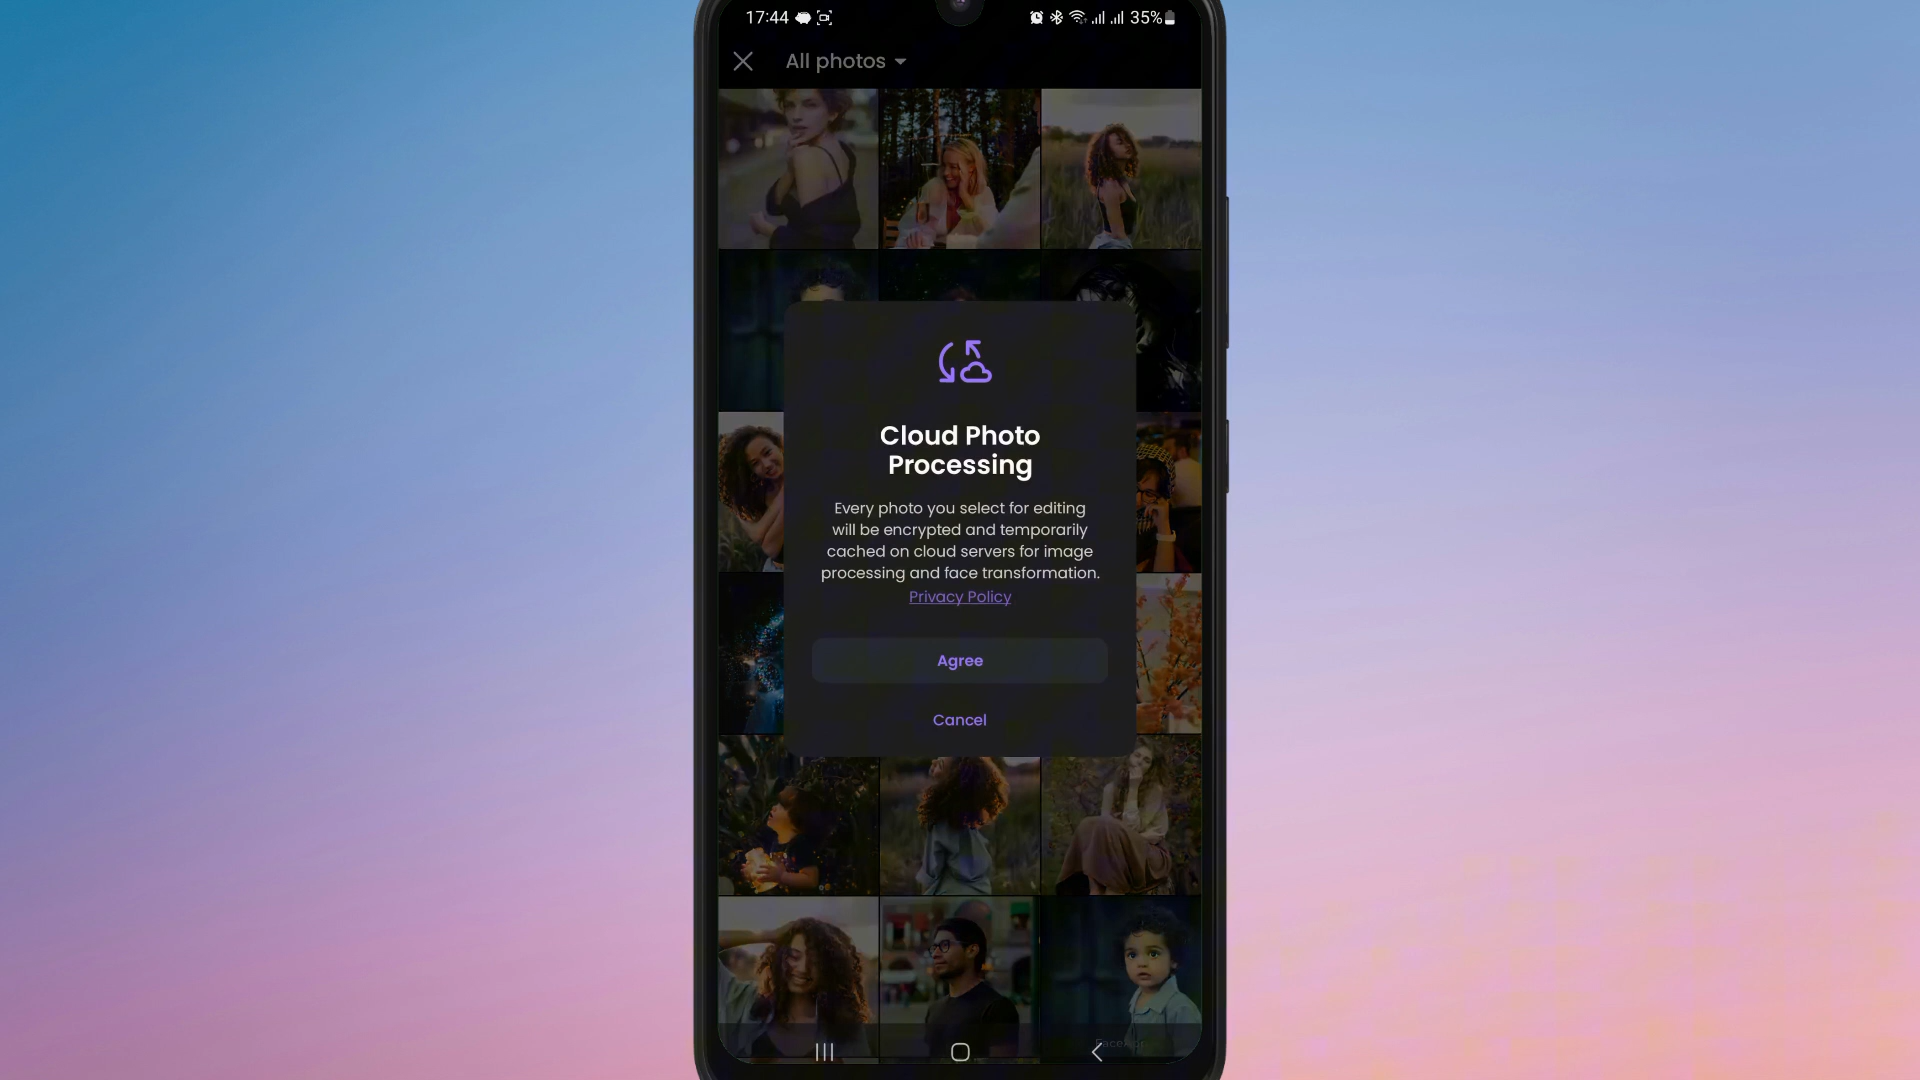 17:44
35%
All photos
Cloud Photo
Processing
Every photo you select for editing
will be encrypted and temporarily
cached on cloud servers for image
processing and face transformation.
Privacy Policy
Agree
Cancel
FaceApp